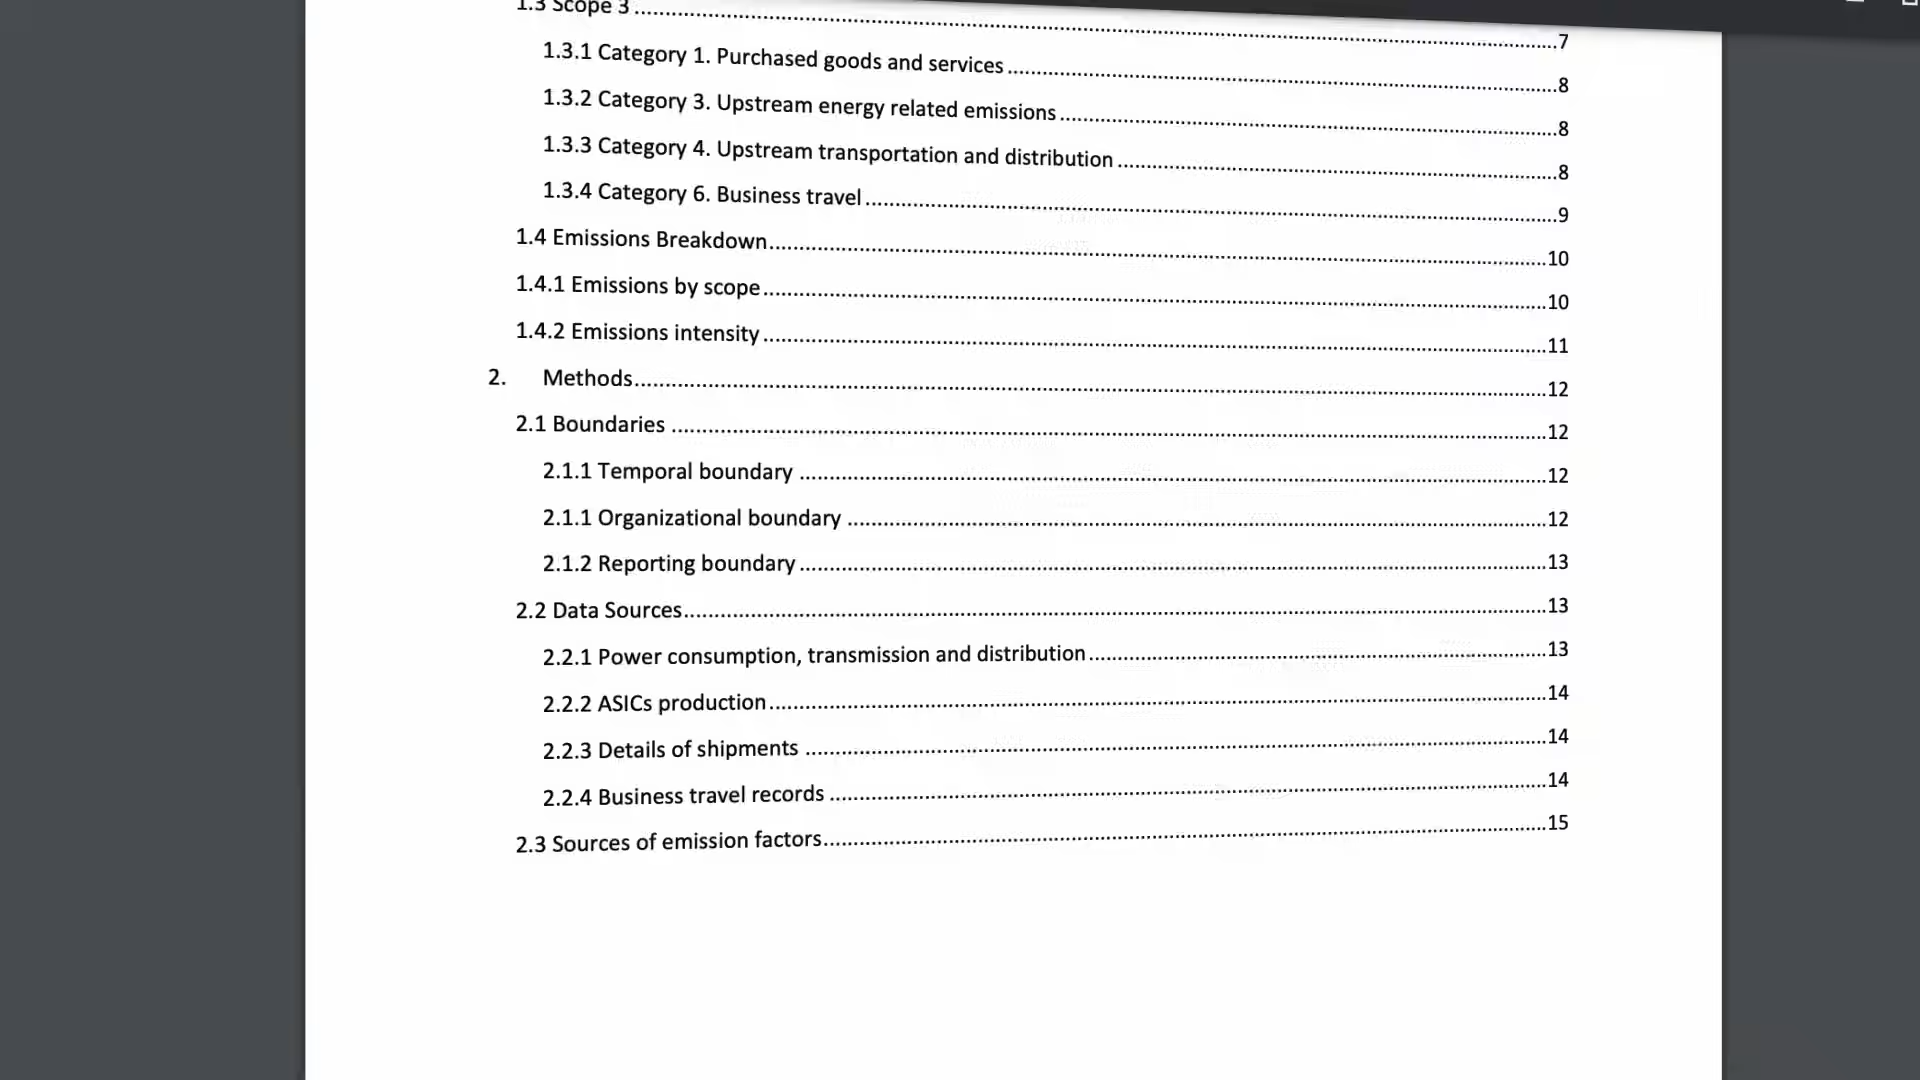 1.3 Scope 3........................................7
1.3.1 Category 1. Purchased goods and services........................................8
1.3.2 Category 3. Upstream energy related emissions........................................8
1.3.3 Category 4. Upstream transportation and distribution........................................8
1.3.4 Category 6. Business travel........................................9
1.4 Emissions Breakdown........................................10
1.4.1 Emissions by scope........................................10
1.4.2 Emissions intensity........................................11
2. Methods........................................12
2.1 Boundaries ........................................12
2.1.1 Temporal boundary ........................................12
2.1.1 Organizational boundary ........................................12
2.1.2 Reporting boundary........................................13
2.2 Data Sources........................................13
2.2.1 Power consumption, transmission and distribution........................................13
2.2.2 ASICs production........................................14
2.2.3 Details of shipments ........................................14
2.2.4 Business travel records ........................................14
2.3 Sources of emission factors........................................15